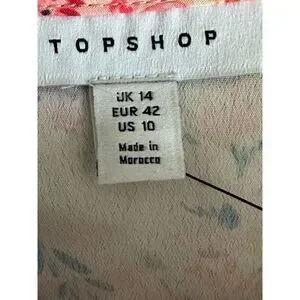 TOPSHOP
UK 14
EUR 42
US 10
Made in
Morocco